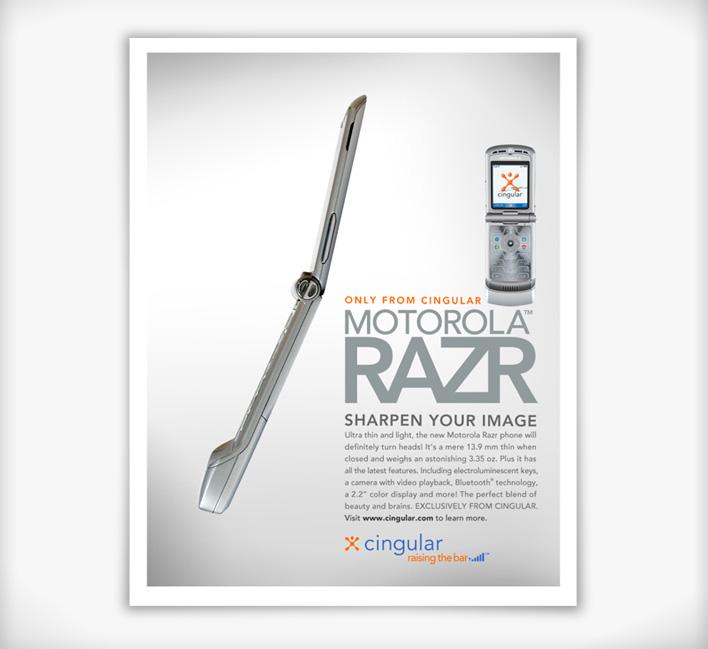 cingular
ONLY FROM CINGULAR
MOTOROLA™
RAZR
SHARPEN YOUR IMAGE
Ultra thin and light, the new Motorola Razr phone will
definitely turn heads! It's a mere 13.9 mm thin when
closed and weighs an astonishing 3.35 oz. Plus it has
all the latest features. Including electroluminescent keys,
a camera with video playback, Bluetooth® technology,
a 2.2" color display and more! The perfect blend of
beauty and brains. EXCLUSIVELY FROM CINGULAR.
Visit www.cingular.com to learn more.
cingular
raising the bar